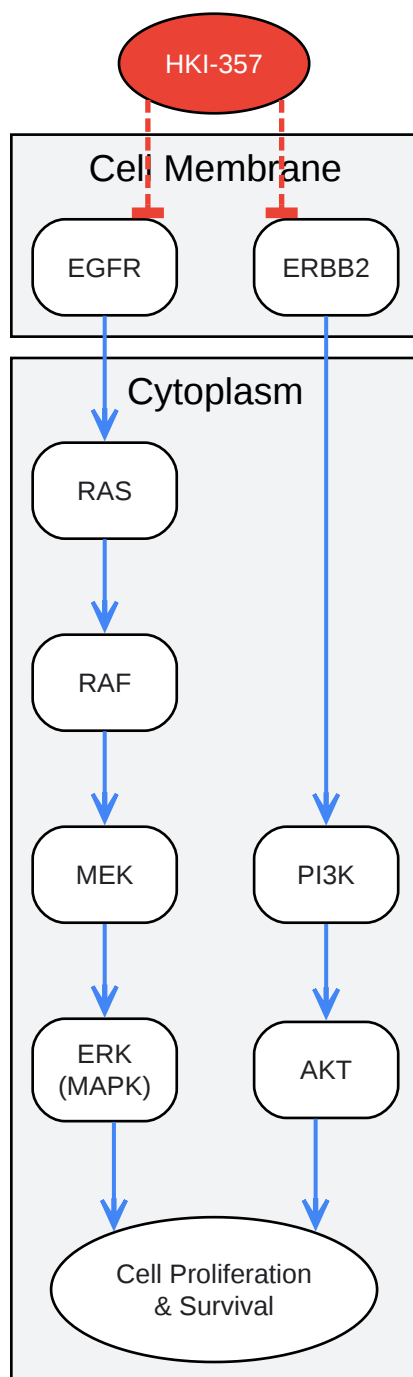 HKI-357
Cell Membrane
EGFR
ERBB2
Cytoplasm
RAS
RAF
MEK
PI3K
ERK
(MAPK)
AKT
Cell Proliferation
& Survival